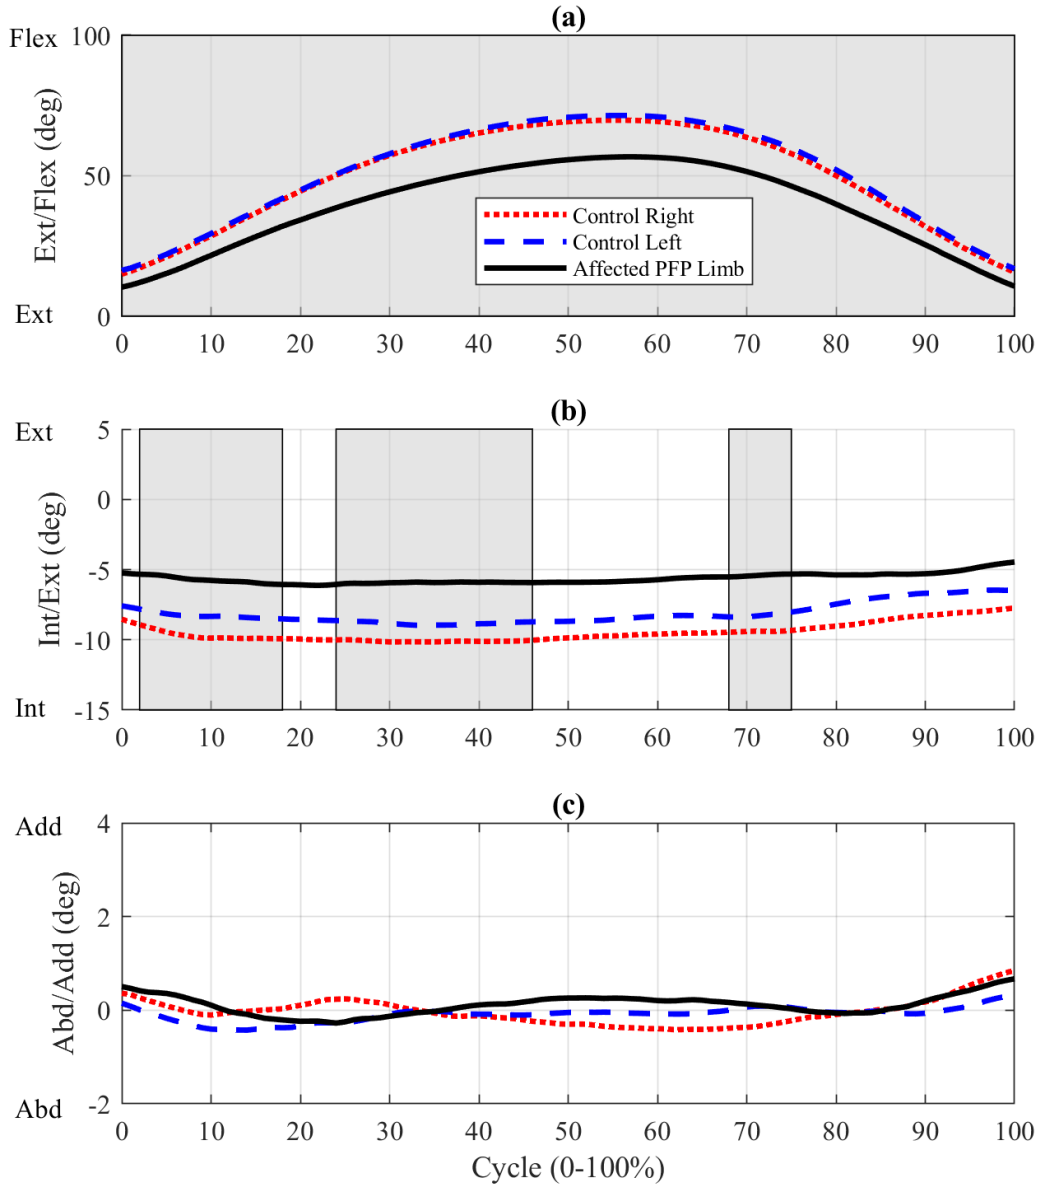 (a)
Flex
100
50
0
Ext
Ext/Flex (deg)
Control Right
Control Left
Affected PFP Limb
0 10 20 30 40 50 60 70 80 90 100
(b)
Ext
5
0
-5
-10
-15
Int
Int/Ext (deg)
0 10 20 30 40 50 60 70 80 90 100
(c)
Add
4
2
0
-2
Abd
Abd/Add (deg)
0 10 20 30 40 50 60 70 80 90 100
Cycle (0-100%)